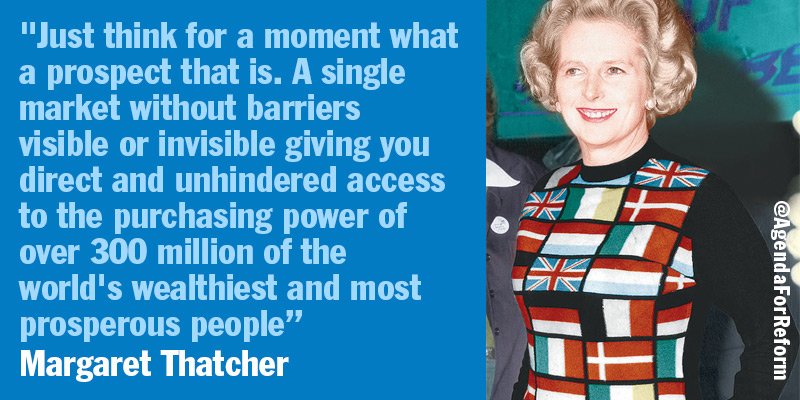 "Just think for a moment what
a prospect that is. A single
market without barriers
visible or invisible giving you
direct and unhindered access
to the purchasing power of
over 300 million of the
world's wealthiest and most
prosperous people”
Margaret Thatcher
@AgendaForReform